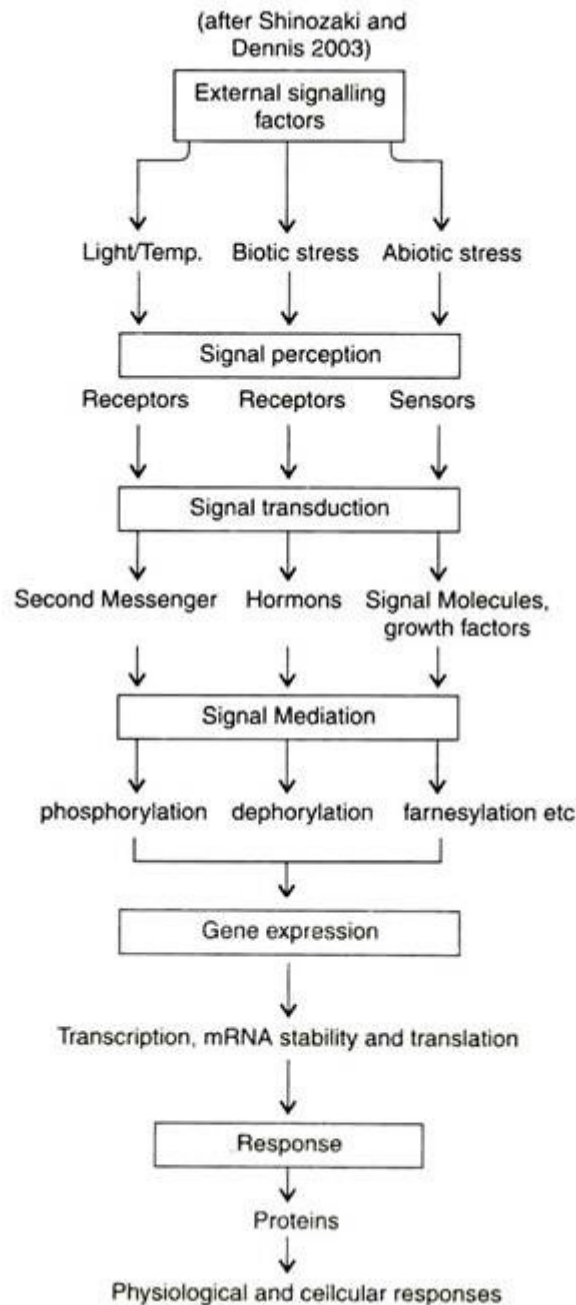 (after Shinozaki and
Dennis 2003)
External signalling
factors
Light/Temp. Biotic stress Abiotic stress
Signal perception
Receptors Receptors Sensors
Signal transduction
Second Messenger Hormons Signal Molecules,
growth factors
Signal Mediation
phosphorylation dephorylation farnesylation etc
Gene expression
Transcription, mRNA stability and translation
Response
Proteins
Physiological and cellcular responses